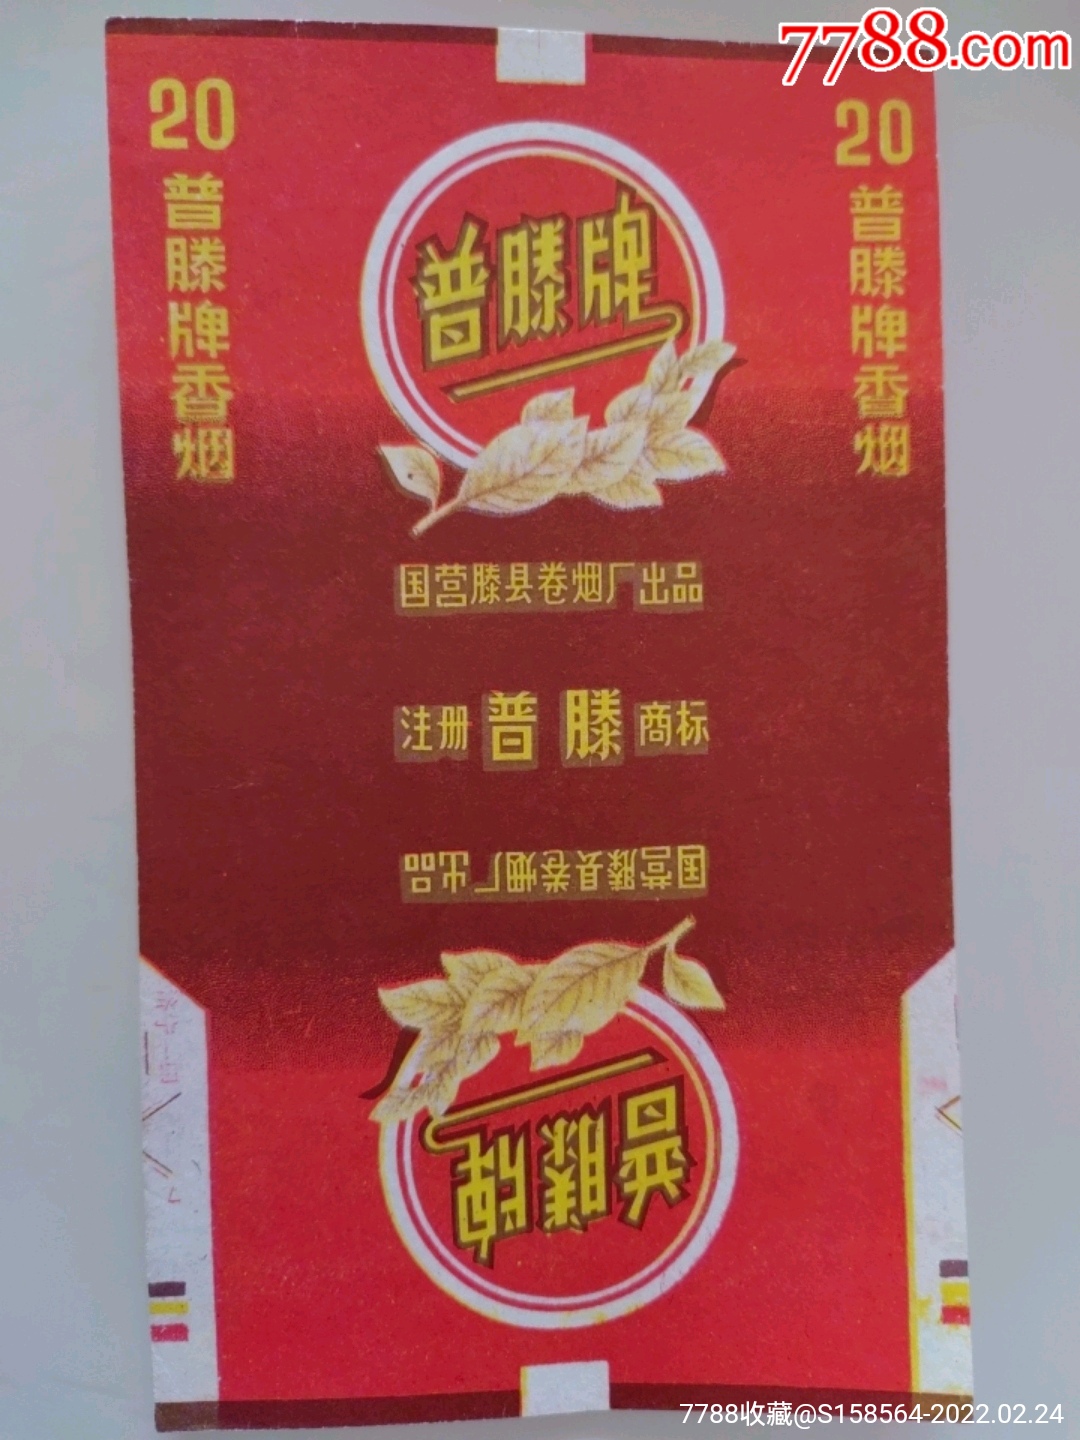 7788.com
20
普滕牌香烟
20
普滕牌香烟
普滕牌
国营滕县卷烟厂出品
注册 普滕 商标
国营滕县卷烟厂出品
普滕牌
7788收藏@S158564-2022.02.24